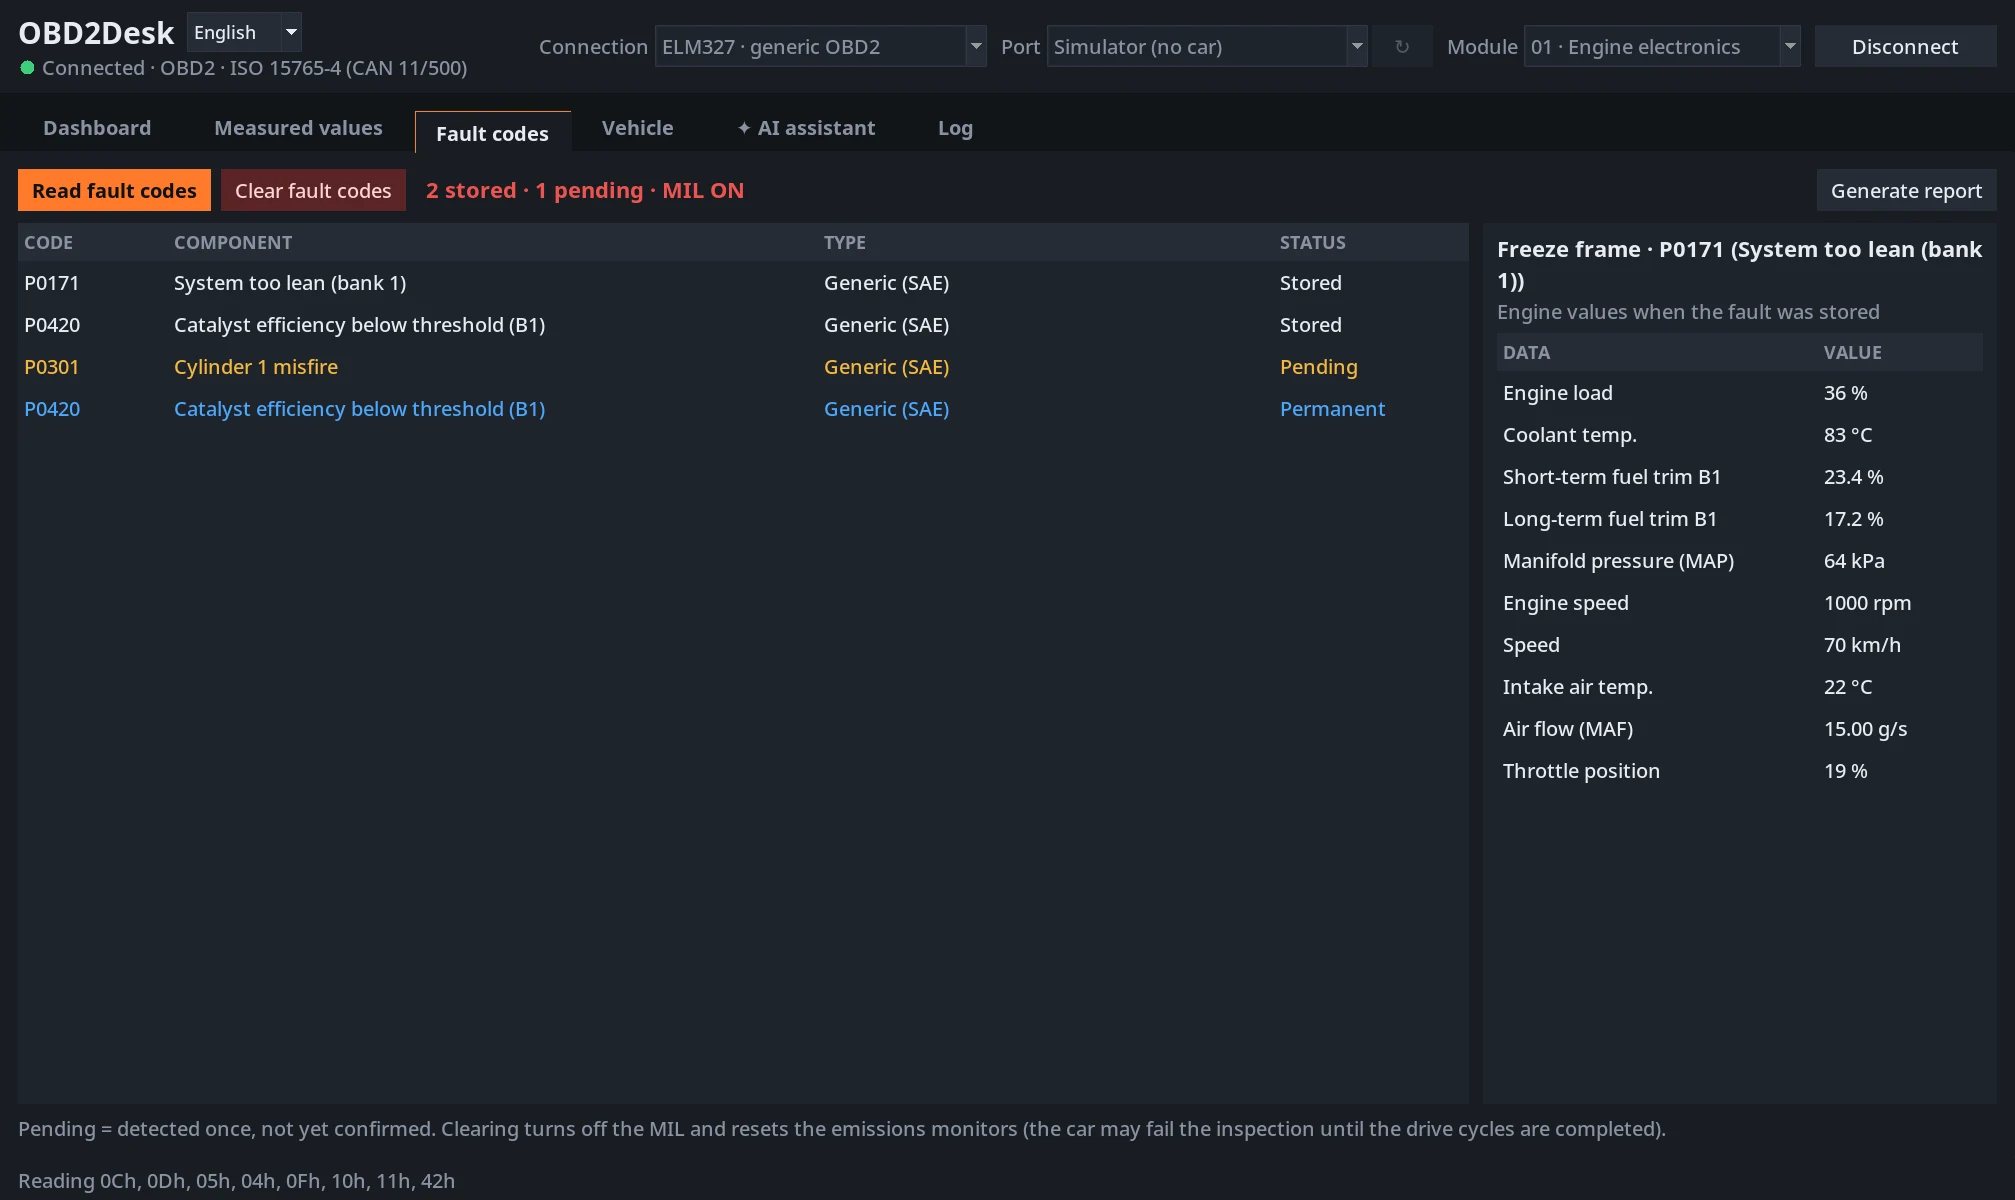 OBD2Desk English
Connected · OBD2 · ISO 15765-4 (CAN 11/500)
Connection ELM327 · generic OBD2 Port Simulator (no car) ↻ Module 01 · Engine electronics Disconnect
Dashboard Measured values Fault codes Vehicle ✦ AI assistant Log
Read fault codes Clear fault codes 2 stored · 1 pending · MIL ON Generate report
CODE COMPONENT TYPE STATUS
P0171 System too lean (bank 1) Generic (SAE) Stored
P0420 Catalyst efficiency below threshold (B1) Generic (SAE) Stored
P0301 Cylinder 1 misfire Generic (SAE) Pending
P0420 Catalyst efficiency below threshold (B1) Generic (SAE) Permanent
Freeze frame · P0171 (System too lean (bank
1))
Engine values when the fault was stored
DATA VALUE
Engine load 36 %
Coolant temp. 83 °C
Short-term fuel trim B1 23.4 %
Long-term fuel trim B1 17.2 %
Manifold pressure (MAP) 64 kPa
Engine speed 1000 rpm
Speed 70 km/h
Intake air temp. 22 °C
Air flow (MAF) 15.00 g/s
Throttle position 19 %
Pending = detected once, not yet confirmed. Clearing turns off the MIL and resets the emissions monitors (the car may fail the inspection until the drive cycles are completed).
Reading 0Ch, 0Dh, 05h, 04h, 0Fh, 10h, 11h, 42h